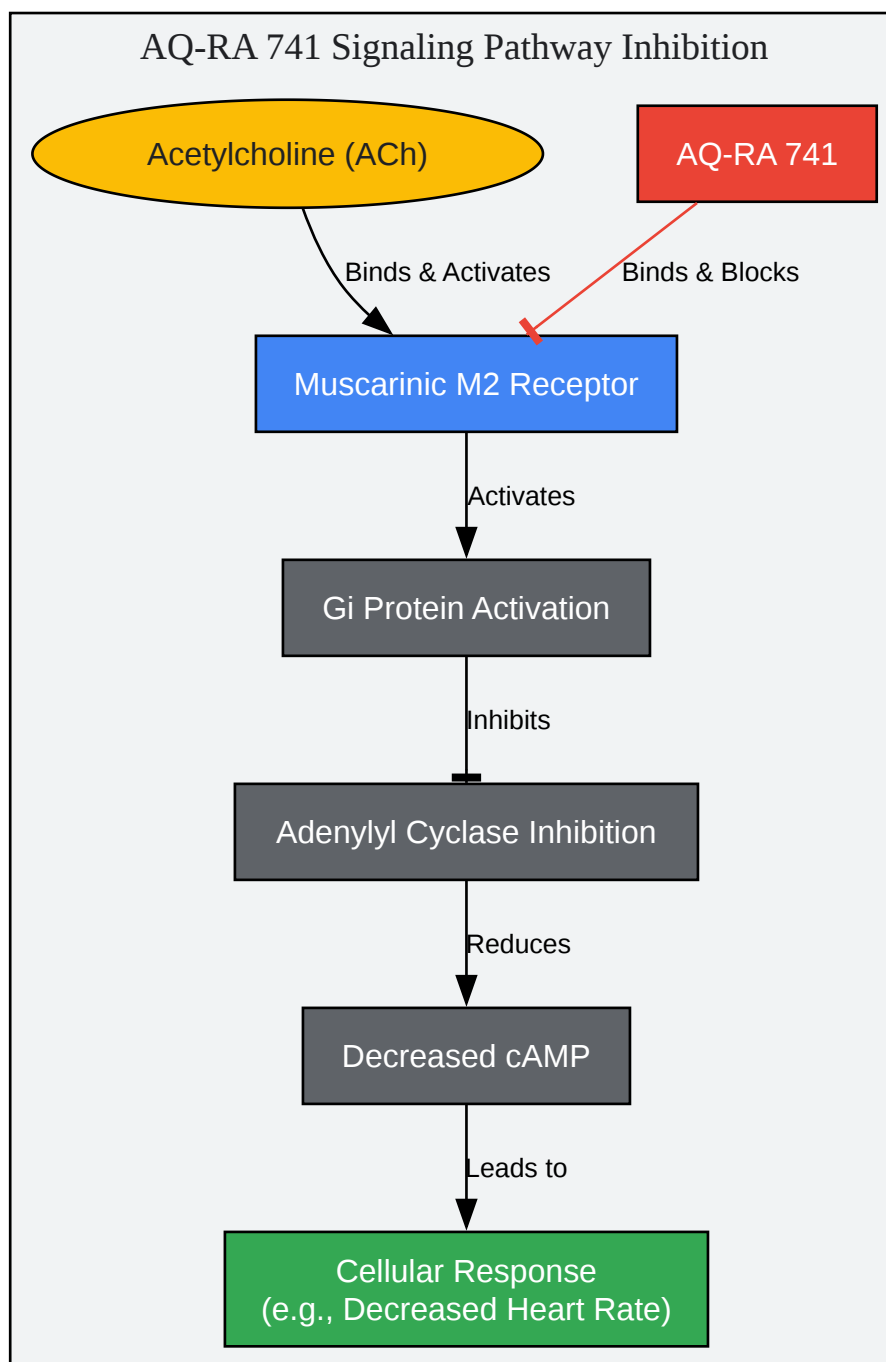 AQ-RA 741 Signaling Pathway Inhibition
Acetylcholine (ACh)
AQ-RA 741
Binds & Activates
Binds & Blocks
Muscarinic M2 Receptor
Activates
Gi Protein Activation
Inhibits
Adenylyl Cyclase Inhibition
Reduces
Decreased cAMP
Leads to
Cellular Response
(e.g., Decreased Heart Rate)